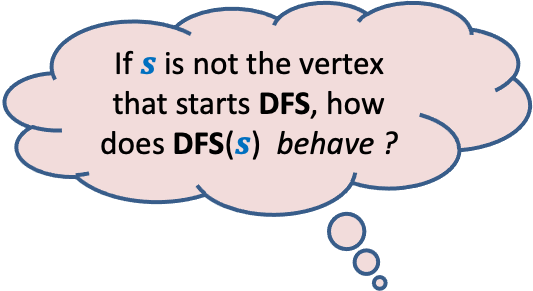 If s is not the vertex
that starts DFS, how
does DFS(s) behave ?